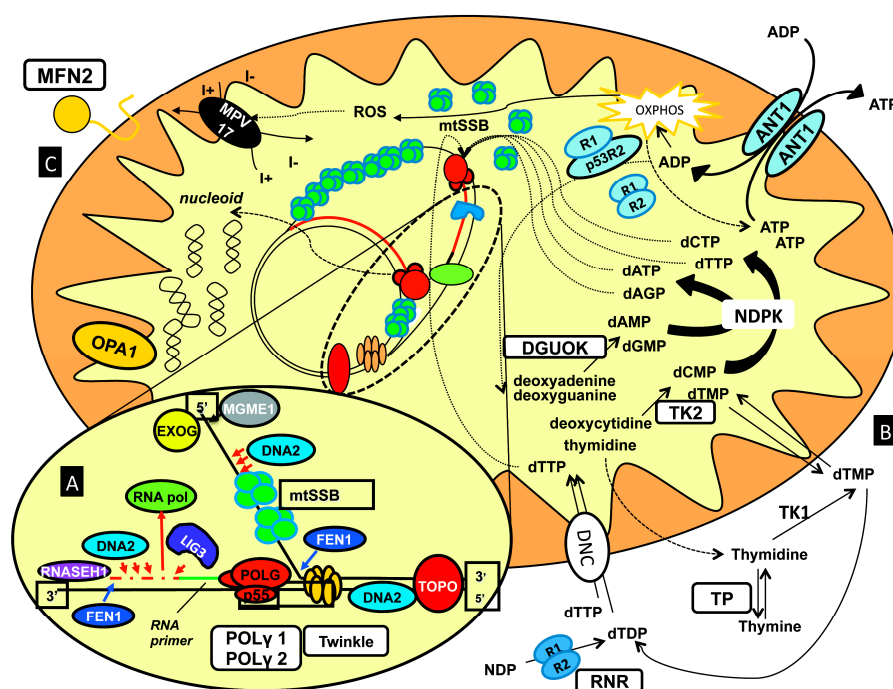 ADP
MFN2
I+
I-
MPV
17
I-
I+
ROS
mtSSB
OXPHOS
ANT1
ANT1
ATP
R1
p53R2
ADP
R1
R2
C
nucleoid
ATP
ATP
dCTP
dTTP
dATP
dAGP
NDPK
dAMP
dGMP
DGUOK
OPA1
deoxyadenine
deoxyguanine
dCMP
dTMP
TK2
deoxycytidine
thymidine
B
dTTP
dTMP
TK1
DNC
Thymidine
TP
Thymine
dTTP
dTDP
NDP
R1
R2
RNR
A
5’
MGME1
EXOG
DNA2
RNA pol
mtSSB
DNA2
LIG3
FEN1
RNASEH1
POLG
p55
TOPO
3’
3’
5’
DNA2
FEN1
RNA
primer
POLγ 1
POLγ 2
Twinkle